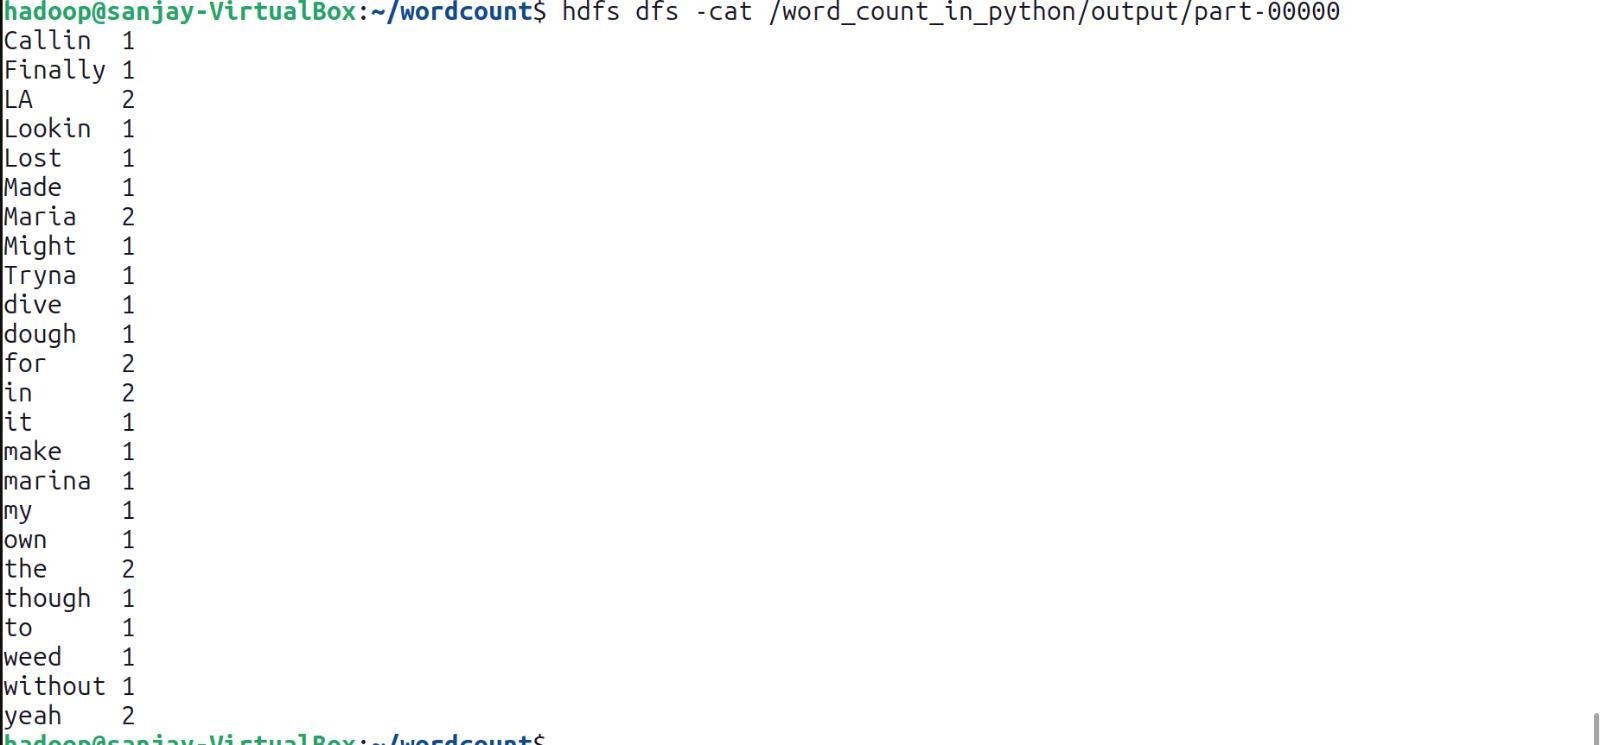 hadoop@sanjay-VirtualBox:~/wordcount$ hdfs dfs -cat /word_count_in_python/output/part-00000
Callin 1
Finally 1
LA 2
Lookin 1
Lost 1
Made 1
Maria 2
Might 1
Tryna 1
dive 1
dough 1
for 2
in 2
it 1
make 1
marina 1
my 1
own 1
the 2
though 1
to 1
weed 1
without 1
yeah 2
hadoop@sanjay-VirtualBox:~/wordcount$